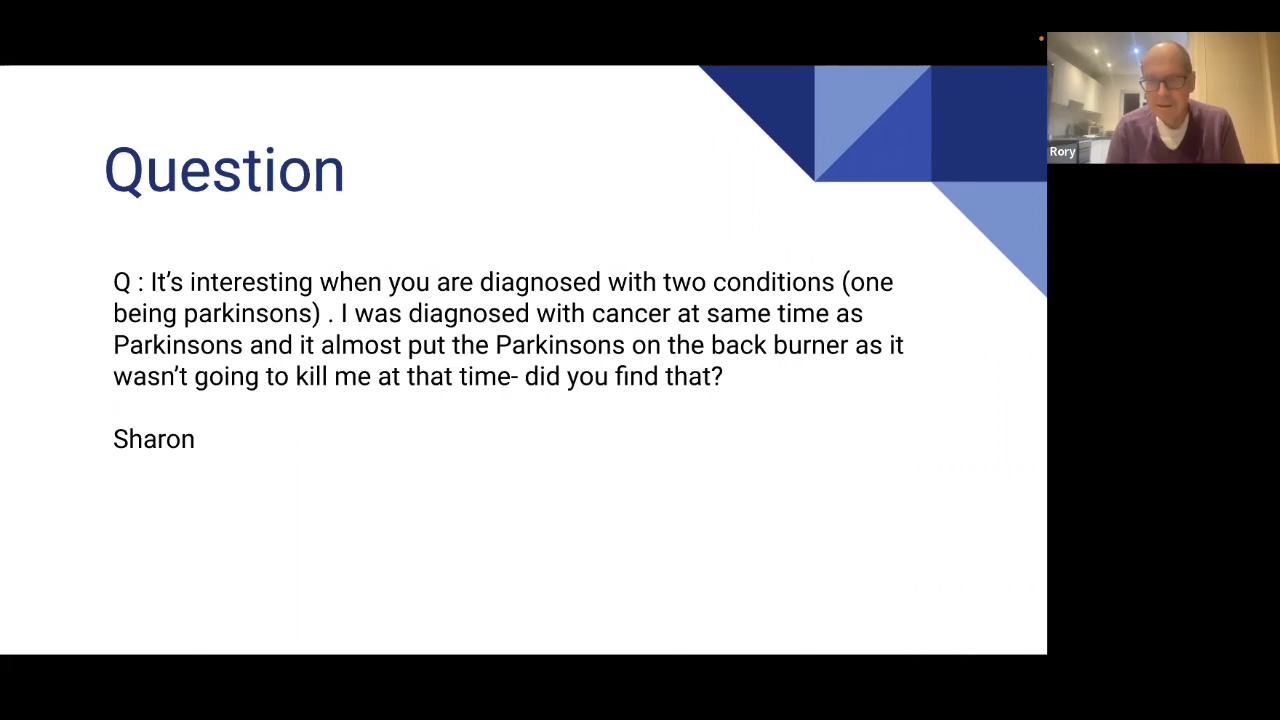 Question
Q : It’s interesting when you are diagnosed with two conditions (one
being parkinsons) . I was diagnosed with cancer at same time as
Parkinsons and it almost put the Parkinsons on the back burner as it
wasn’t going to kill me at that time- did you find that?
Sharon
Rory